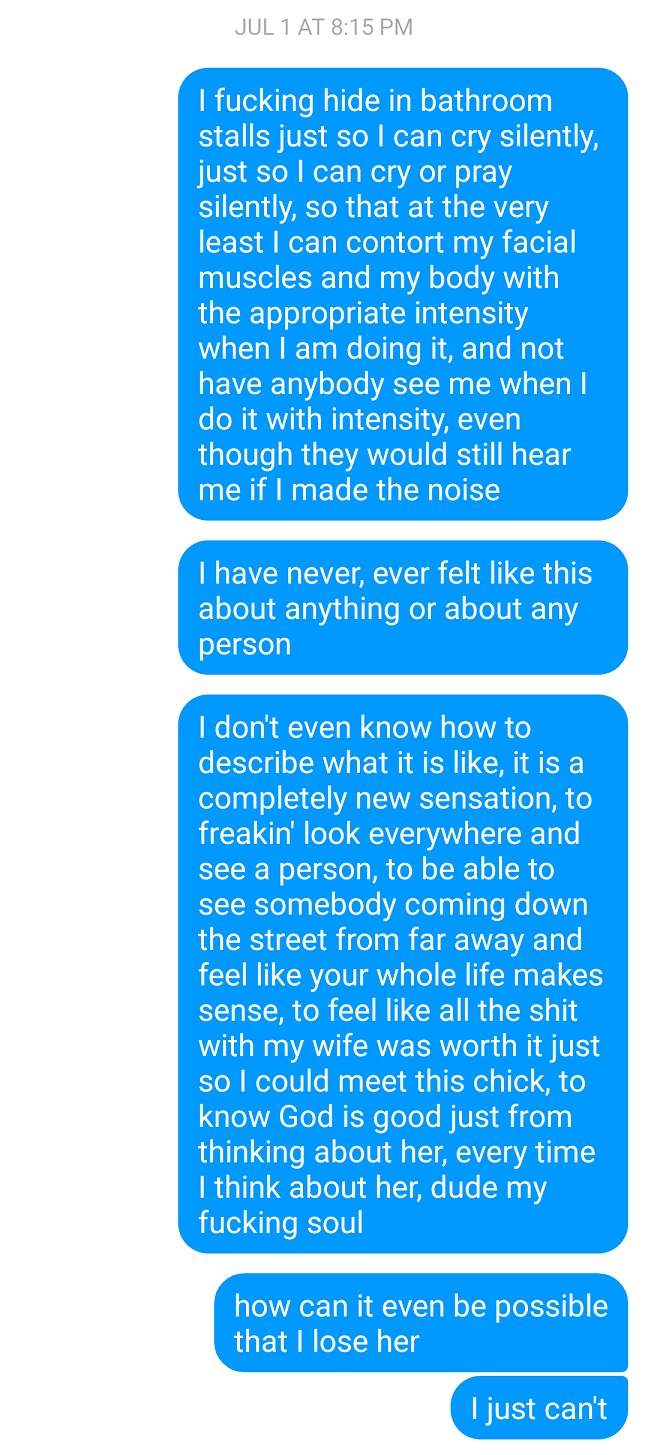 JUL 1 AT 8:15 PM
I fucking hide in bathroom
stalls just so I can cry silently,
just so I can cry or pray
silently, so that at the very
least I can contort my facial
muscles and my body with
the appropriate intensity
when I am doing it, and not
have anybody see me when I
do it with intensity, even
though they would still hear
me if I made the noise
I have never, ever felt like this
about anything or about any
person
I don't even know how to
describe what it is like, it is a
completely new sensation, to
freakin' look everywhere and
see a person, to be able to
see somebody coming down
the street from far away and
feel like your whole life makes
sense, to feel like all the shit
with my wife was worth it just
so I could meet this chick, to
know God is good just from
thinking about her, every time
I think about her, dude my
fucking soul
how can it even be possible
that I lose her
I just can't